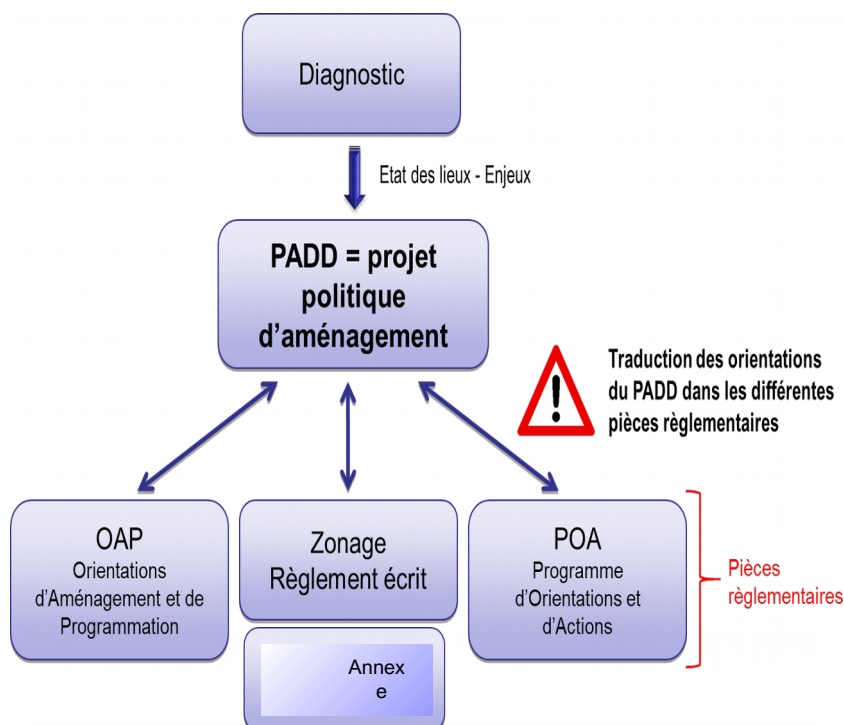 Diagnostic
Etat des lieux - Enjeux
PADD = projet
politique
d’aménagement
Traduction des orientations
du PADD dans les différentes
pièces règlementaires
OAP
Orientations
d’Aménagement et de
Programmation
Zonage
Règlement écrit
POA
Programme
d’Orientations et
d’Actions
Pièces
règlementaires
Annex
e